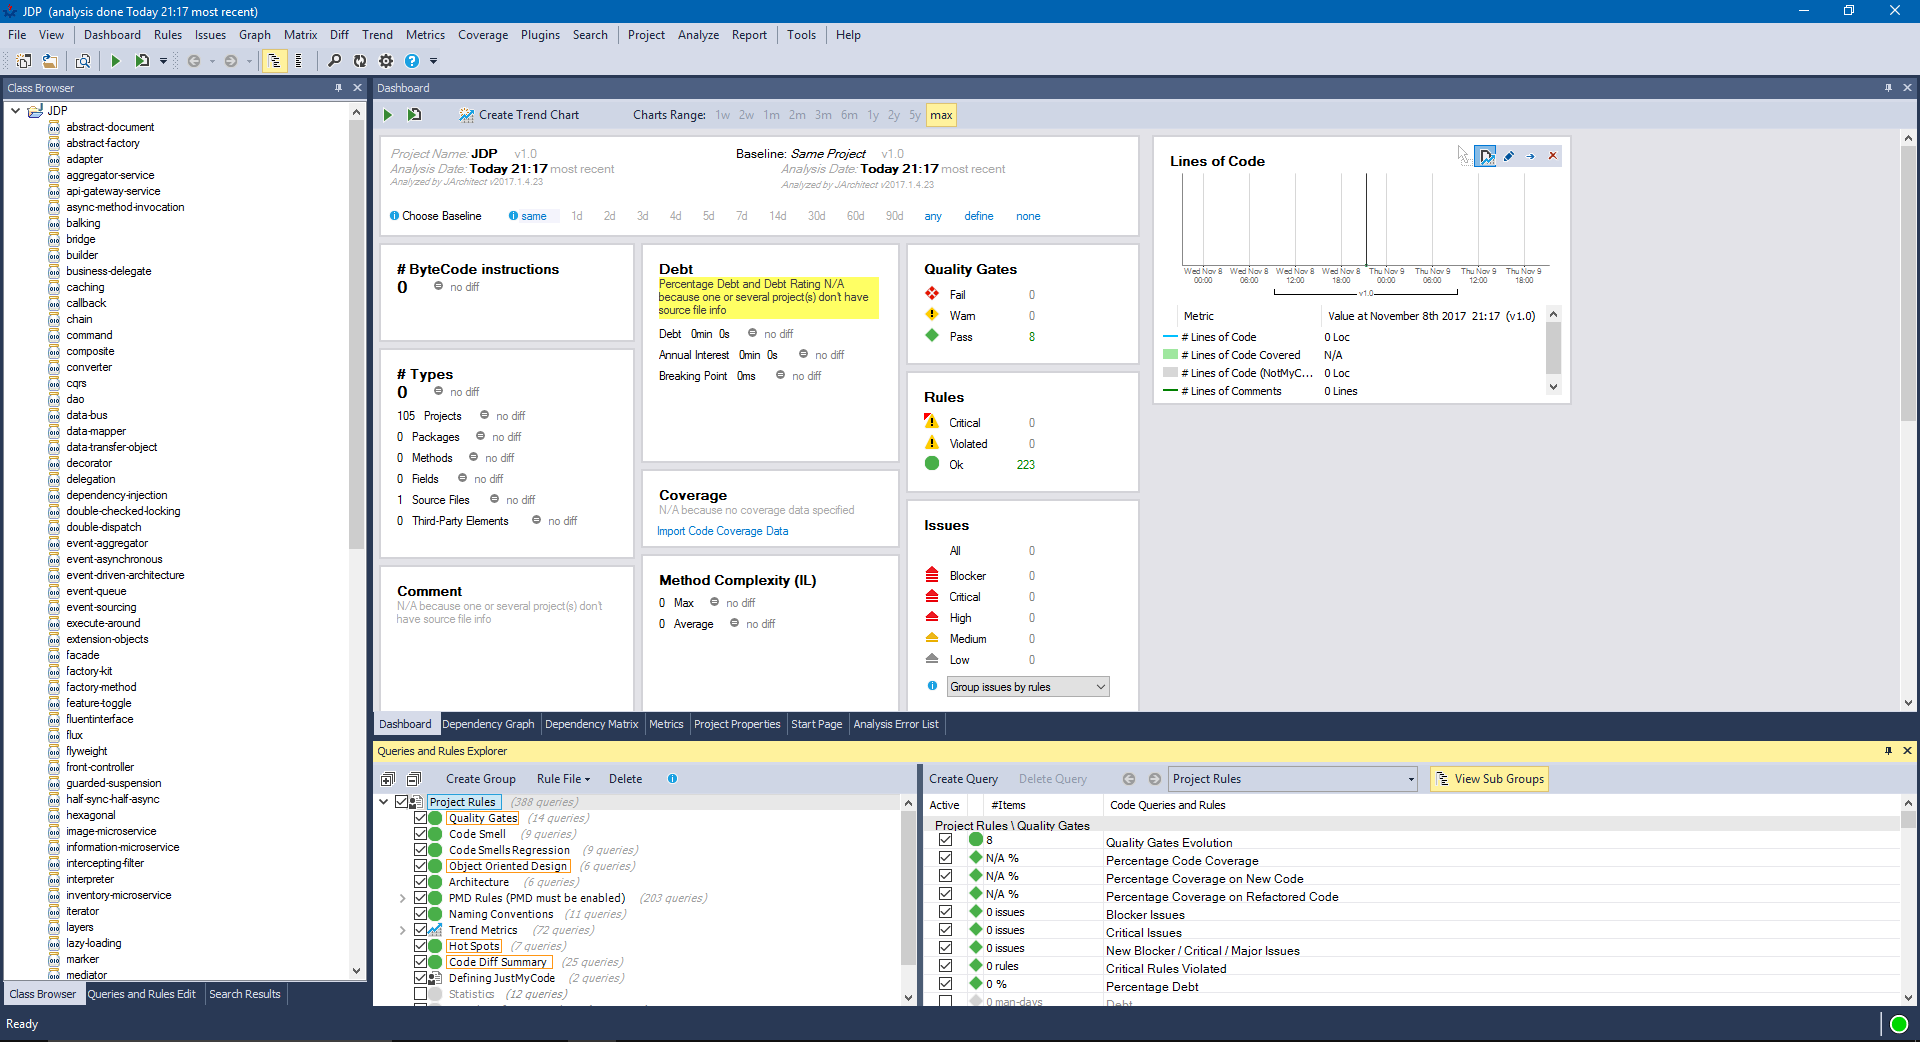 JDP  (analysis done Today 21:17 most recent)
File View Dashboard Rules Issues Graph Matrix Diff Trend Metrics Coverage Plugins Search Project Analyze Report Tools Help
Class Browser
JDP
abstract-document
abstract-factory
adapter
aggregator-service
api-gateway-service
async-method-invocation
balking
bridge
builder
business-delegate
caching
callback
chain
command
composite
converter
cqrs
dao
data-bus
data-mapper
data-transfer-object
decorator
delegation
dependency-injection
double-checked-locking
double-dispatch
event-aggregator
event-asynchronous
event-driven-architecture
event-queue
event-sourcing
execute-around
extension-objects
facade
factory-kit
factory-method
feature-toggle
fluentinterface
flux
flyweight
front-controller
guarded-suspension
half-sync-half-async
hexagonal
image-microservice
information-microservice
intercepting-filter
interpreter
inventory-microservice
iterator
layers
lazy-loading
marker
mediator
Class Browser Queries and Rules Edit Search Results
Dashboard
Create Trend Chart Charts Range: 1w 2w 1m 2m 3m 6m 1y 2y 5y max
Project Name: JDP v1.0
Analysis Date: Today 21:17 most recent
Analyzed by JArchitect v2017.1.4.23
Baseline: Same Project v1.0
Analysis Date: Today 21:17 most recent
Analyzed by JArchitect v2017.1.4.23
Choose Baseline same 1d 2d 3d 4d 5d 7d 14d 30d 60d 90d any define none
# ByteCode instructions
0 no diff
# Types
0 no diff
105 Projects no diff
0 Packages no diff
0 Methods no diff
0 Fields no diff
1 Source Files no diff
0 Third-Party Elements no diff
Comment
N/A because one or several project(s) don't
have source file info
Debt
Percentage Debt and Debt Rating N/A
because one or several project(s) don't have
source file info
Debt 0min 0s no diff
Annual Interest 0min 0s no diff
Breaking Point 0ms no diff
Coverage
N/A because no coverage data specified
Import Code Coverage Data
Method Complexity (IL)
0 Max no diff
0 Average no diff
Quality Gates
Fail 0
Warn 0
Pass 8
Rules
Critical 0
Violated 0
Ok 223
Issues
All 0
Blocker 0
Critical 0
High 0
Medium 0
Low 0
Group issues by rules
Lines of Code
Wed Nov 8 Wed Nov 8 Wed Nov 8 Wed Nov 8 Thu Nov 9 Thu Nov 9 Thu Nov 9 Thu Nov 9
00:00 06:00 12:00 18:00 00:00 06:00 12:00 18:00
v1.0
Metric Value at November 8th 2017  21:17  (v1.0)
# Lines of Code 0 Loc
# Lines of Code Covered N/A
# Lines of Code (NotMyC... 0 Loc
# Lines of Comments 0 Lines
Dashboard Dependency Graph Dependency Matrix Metrics Project Properties Start Page Analysis Error List
Queries and Rules Explorer
Create Group Rule File Delete
Project Rules (388 queries)
Quality Gates (14 queries)
Code Smell (9 queries)
Code Smells Regression (9 queries)
Object Oriented Design (6 queries)
Architecture (6 queries)
PMD Rules (PMD must be enabled) (203 queries)
Naming Conventions (11 queries)
Trend Metrics (72 queries)
Hot Spots (7 queries)
Code Diff Summary (25 queries)
Defining JustMyCode (2 queries)
Statistics (12 queries)
Create Query Delete Query Project Rules View Sub Groups
Active #Items Code Queries and Rules
Project Rules \ Quality Gates
8 Quality Gates Evolution
N/A % Percentage Code Coverage
N/A % Percentage Coverage on New Code
N/A % Percentage Coverage on Refactored Code
0 issues Blocker Issues
0 issues Critical Issues
0 issues New Blocker / Critical / Major Issues
0 rules Critical Rules Violated
0 % Percentage Debt
0 man-days Debt
Ready